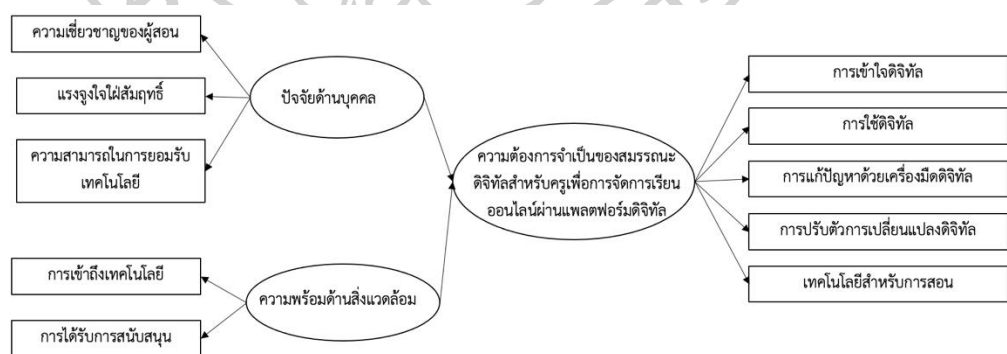 ความเชี่ยวชาญของผู้สอน
แรงจูงใจใฝ่สัมฤทธิ์
ความสามารถในการยอมรับ
เทคโนโลยี
การเข้าถึงเทคโนโลยี
การได้รับการสนับสนุน
ปัจจัยด้านบุคคล
ความพร้อมด้านสิ่งแวดล้อม
ความต้องการจำเป็นของสมรรถนะ
ดิจิทัลสำหรับครูเพื่อการจัดการเรียน
ออนไลน์ผ่านแพลตฟอร์มดิจิทัล
การเข้าใจดิจิทัล
การใช้ดิจิทัล
การแก้ปัญหาด้วยเครื่องมืดดิจิทัล
การปรับตัวการเปลี่ยนแปลงดิจิทัล
เทคโนโลยีสำหรับการสอน